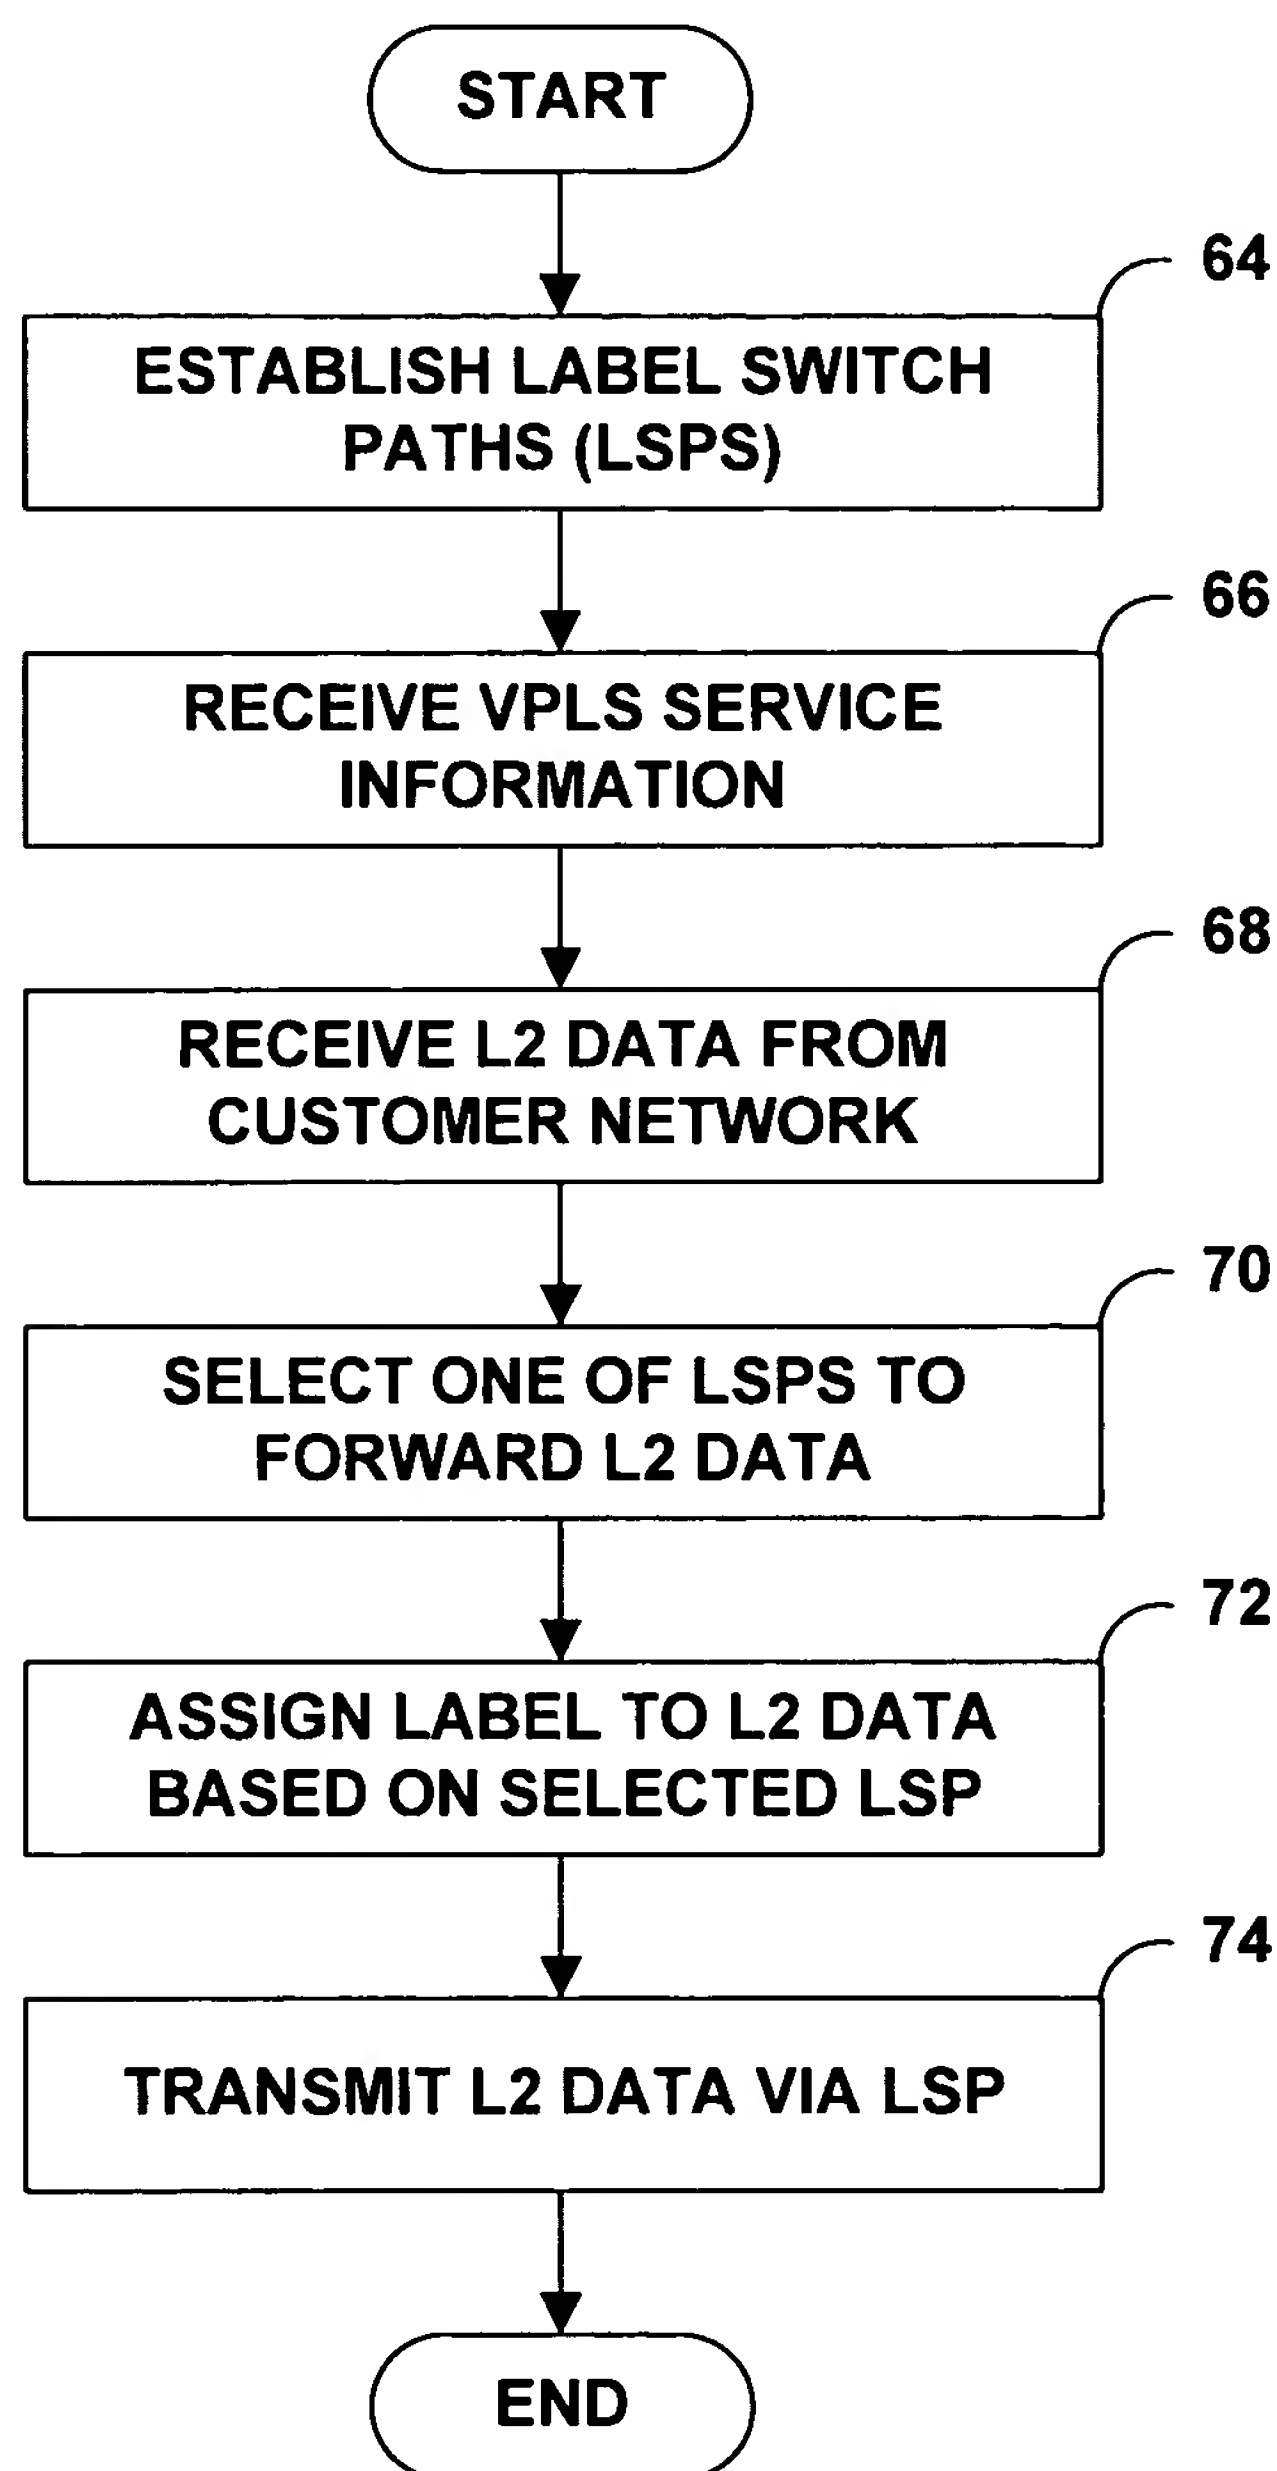 START
64
ESTABLISH LABEL SWITCH
PATHS (LSPS)
66
RECEIVE VPLS SERVICE
INFORMATION
68
RECEIVE L2 DATA FROM
CUSTOMER NETWORK
70
SELECT ONE OF LSPS TO
FORWARD L2 DATA
72
ASSIGN LABEL TO L2 DATA
BASED ON SELECTED LSP
74
TRANSMIT L2 DATA VIA LSP
END